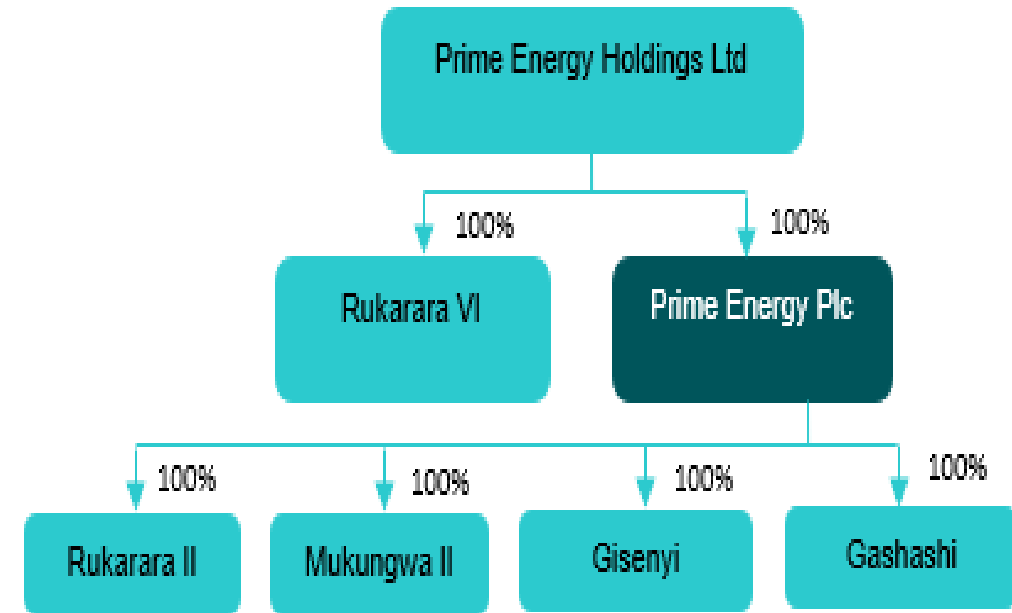 Prime Energy Holdings Ltd
100%
100%
Rukarara VI
Prime Energy Plc
100%
100%
100%
100%
Rukarara II
Mukungwa II
Gisenyi
Gashashi